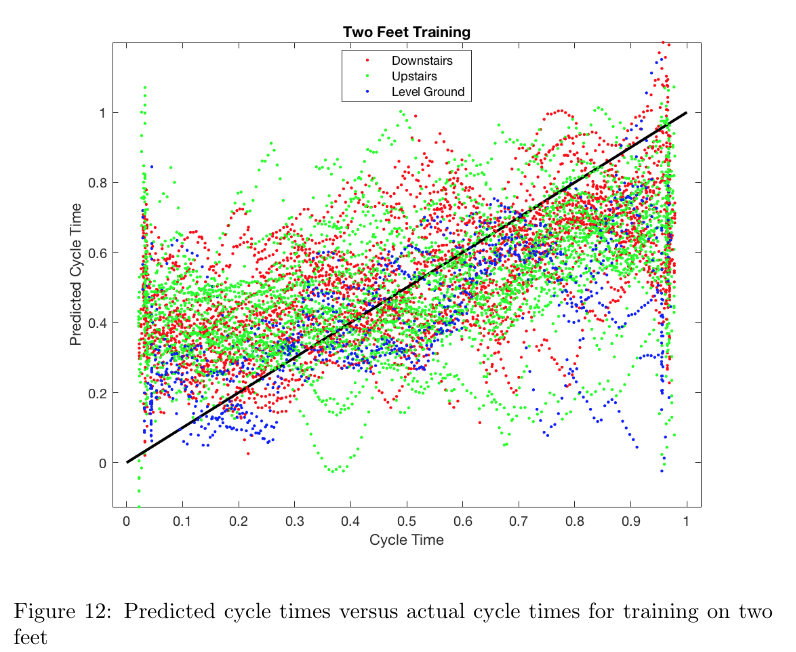 Two Feet Training
Downstairs
Upstairs
Level Ground
Predicted Cycle Time
1
0.8
0.6
0.4
0.2
0
0 0.1 0.2 0.3 0.4 0.5 0.6 0.7 0.8 0.9 1
Cycle Time
Figure 12: Predicted cycle times versus actual cycle times for training on two
feet